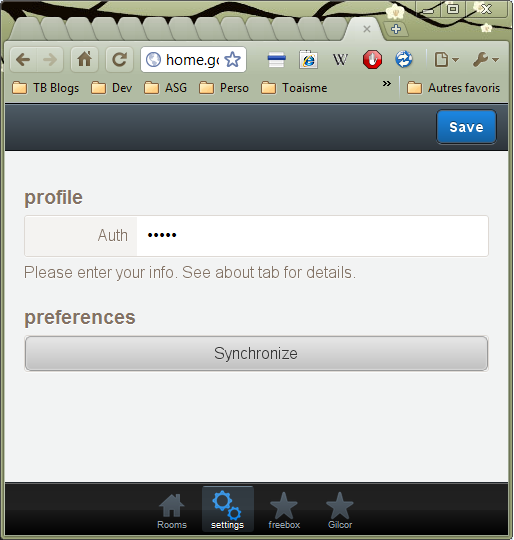 home.gc
TB Blogs Dev ASG Perso Toaisme » Autres favoris
Save
profile
Auth •••••
Please enter your info. See about tab for details.
preferences
Synchronize
Rooms settings freebox Gilcor